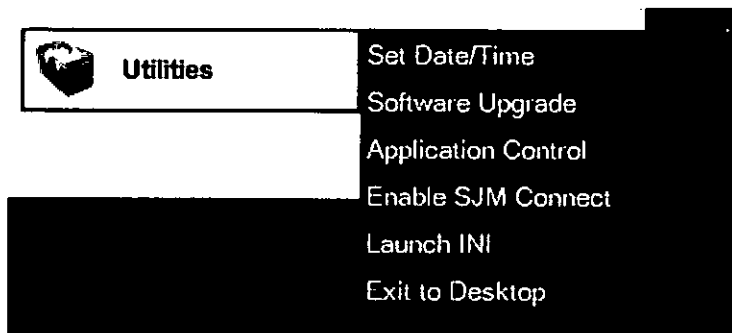 Utilities
Set Date/Time
Software Upgrade
Application Control
Enable SJM Connect
Launch INI
Exit to Desktop